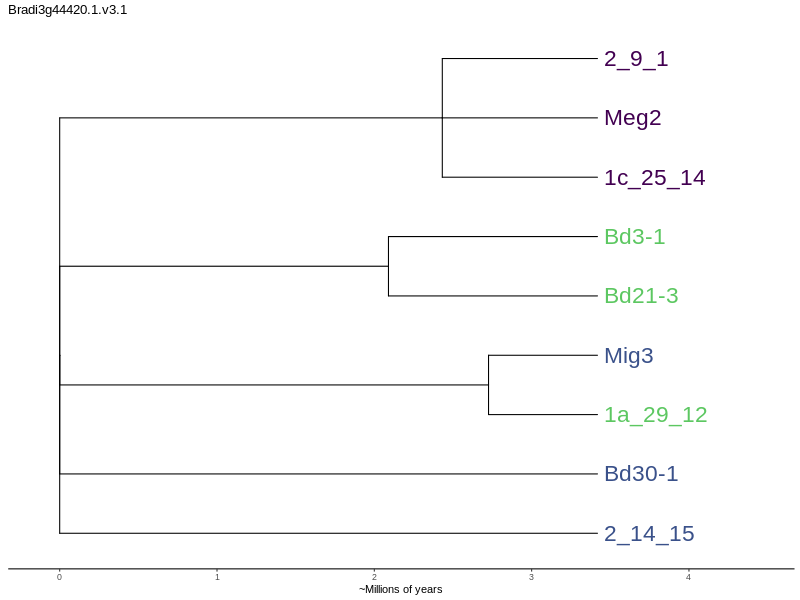 Bradi3g44420.1.v3.1
2_9_1
Meg2
1c_25_14
Bd3-1
Bd21-3
Mig3
1a_29_12
Bd30-1
2_14_15
0 1 2 3 4
~Millions of years